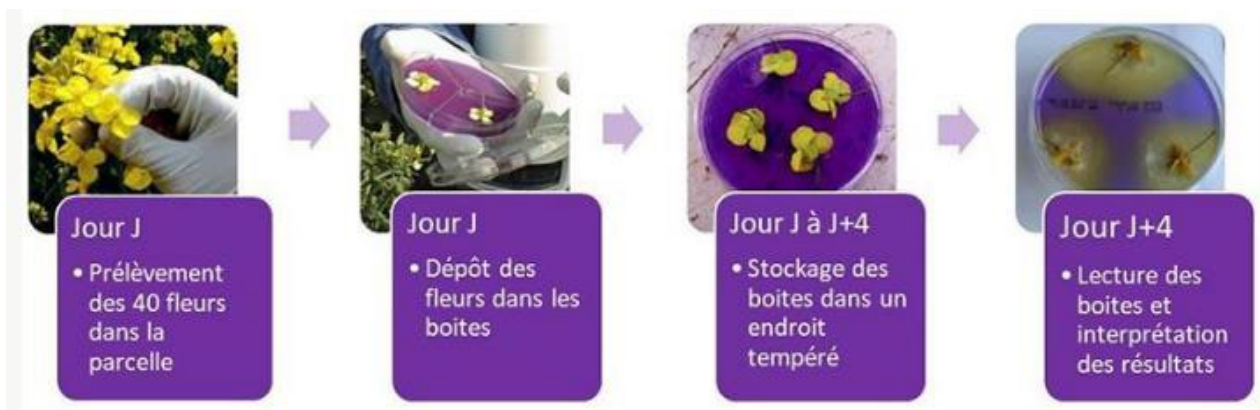 Jour J
• Prélèvement
des 40 fleurs
dans la
parcelle
Jour J
• Dépôt des
fleurs dans les
boites
Jour J à J+4
• Stockage des
boites dans un
endroit
tempéré
Jour J+4
• Lecture des
boites et
interprétation
des résultats